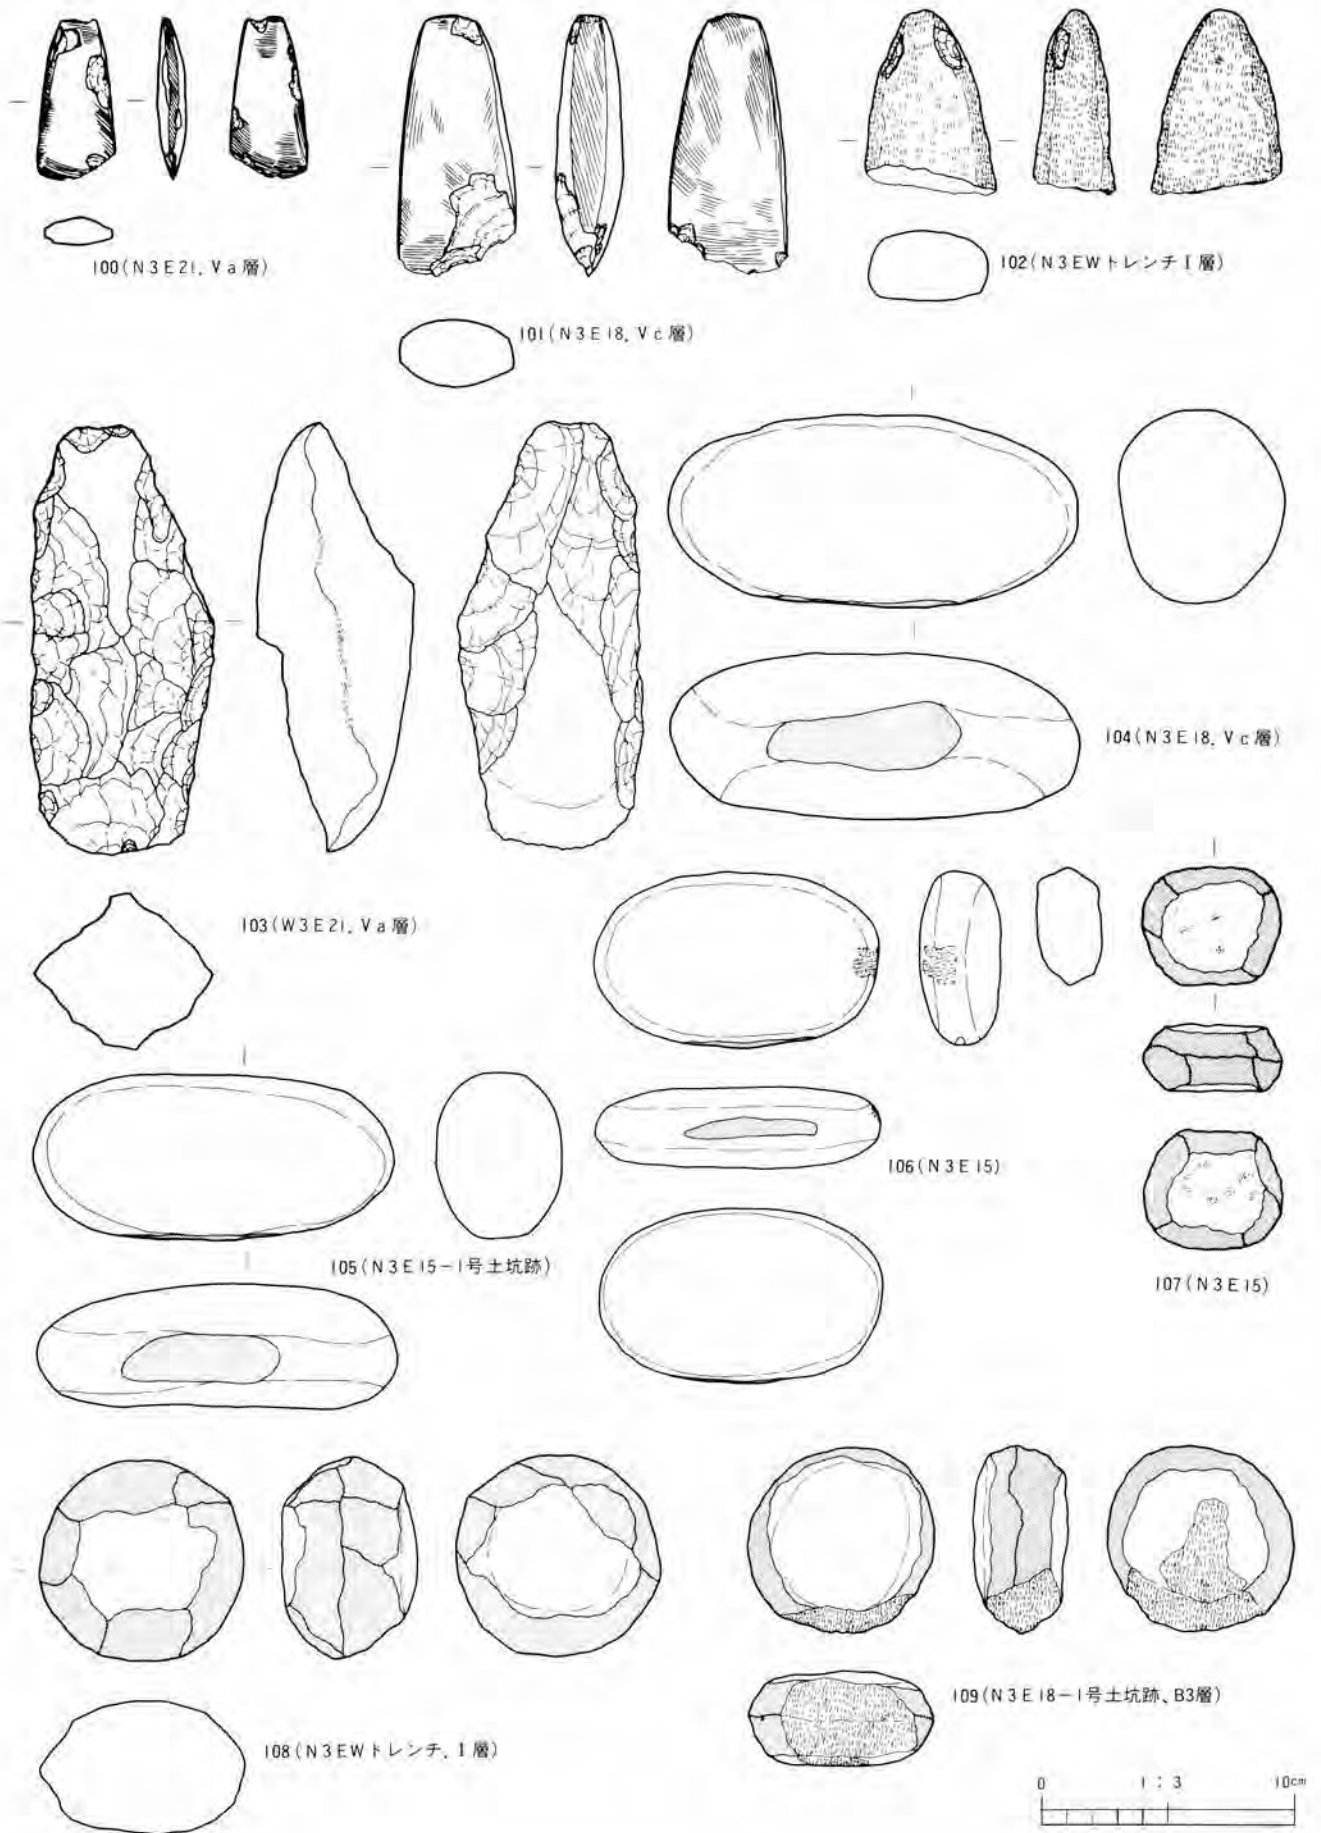 100(N3E21, Va層)
101(N3E18, Vc層)
102(N3EWトレンチI層)
103(W3E21, Va層)
104(N3E18, Vc層)
105(N3E15-1号土坑跡)
106(N3E15)
107(N3E15)
108(N3EWトレンチ, I層)
109(N3E18-1号土坑跡、B3層)
0 1:3 10cm